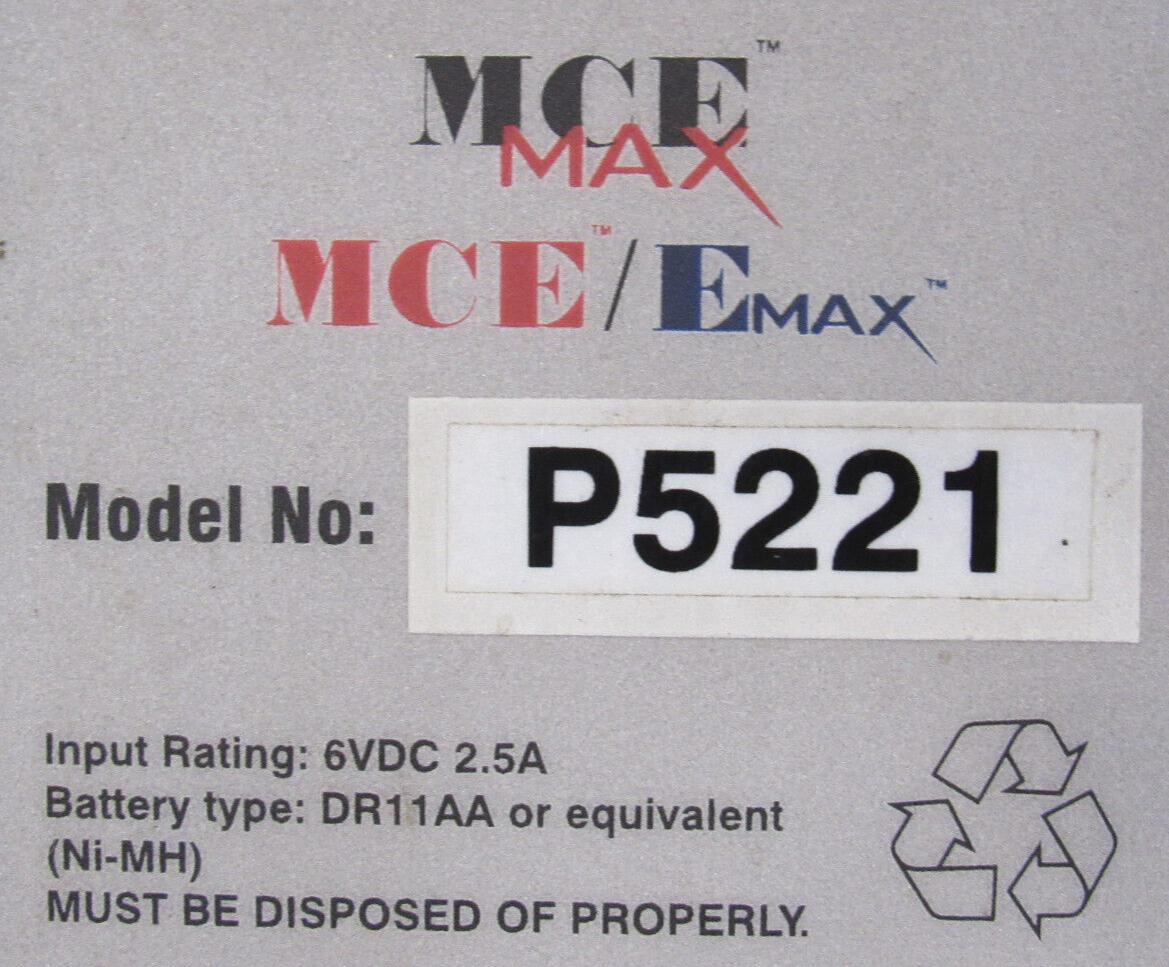 MCE™
MAX
MCE™/EMAX™
Model No: P5221
Input Rating: 6VDC 2.5A
Battery type: DR11AA or equivalent
(Ni-MH)
MUST BE DISPOSED OF PROPERLY.